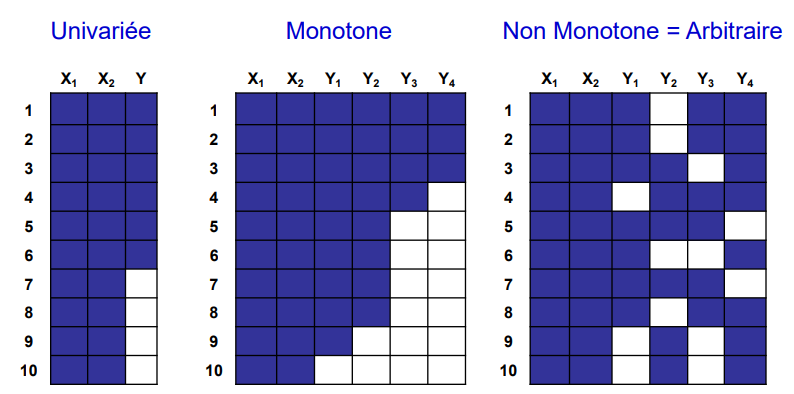 Univariée Monotone Non Monotone = Arbitraire
X₁ X₂ Y X₁ X₂ Y₁ Y₂ Y₃ Y₄ X₁ X₂ Y₁ Y₂ Y₃ Y₄
1 1 1
2 2 2
3 3 3
4 4 4
5 5 5
6 6 6
7 7 7
8 8 8
9 9 9
10 10 10